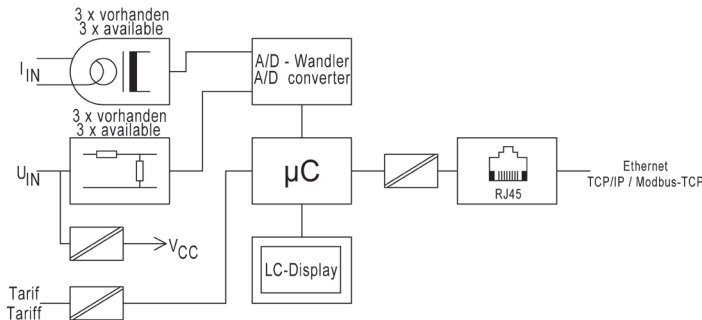 3 x vorhanden
3 x available
I IN
A/D - Wandler
A/D converter
3 x vorhanden
3 x available
U IN
µC
RJ45
Ethernet
TCP/IP / Modbus-TCP
V CC
LC-Display
Tarif
Tariff